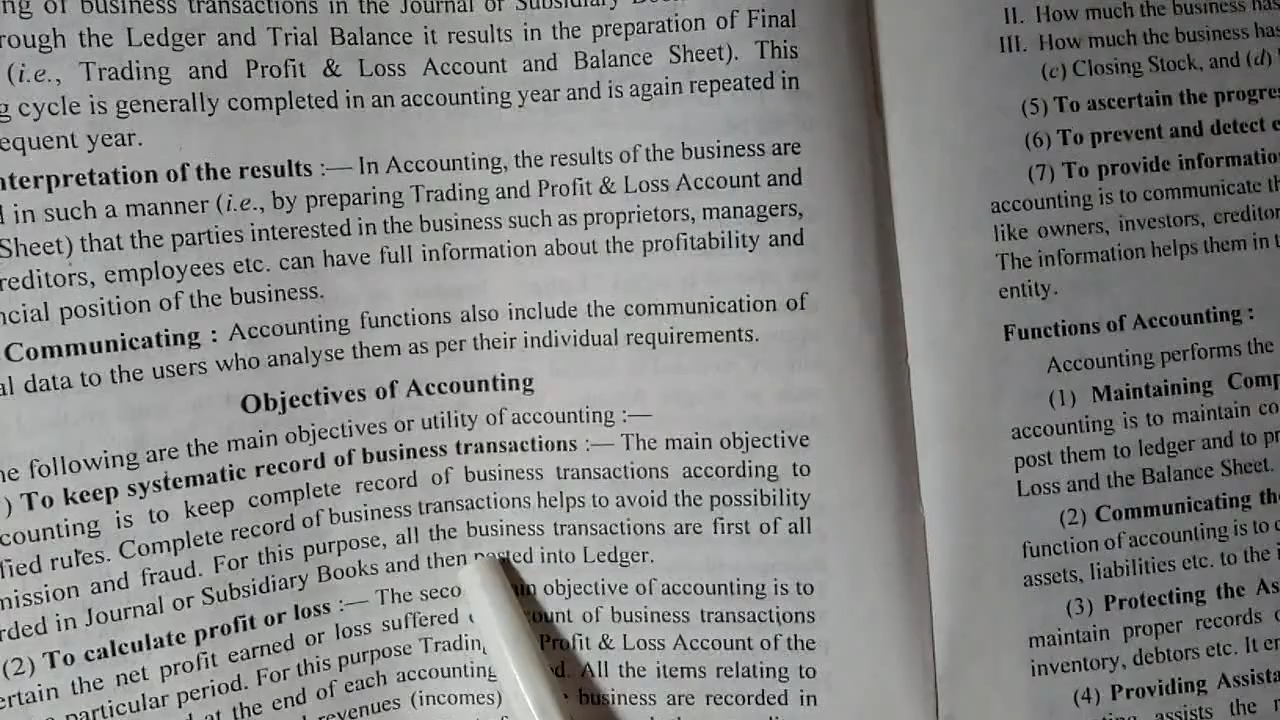 ng of business transactions in the Journal or Subsidiary
rough the Ledger and Trial Balance it results in the preparation of Final
(i.e., Trading and Profit & Loss Account and Balance Sheet). This
g cycle is generally completed in an accounting year and is again repeated in
equent year.
nterpretation of the results :— In Accounting, the results of the business are
in such a manner (i.e., by preparing Trading and Profit & Loss Account and
Sheet) that the parties interested in the business such as proprietors, managers,
reditors, employees etc. can have full information about the profitability and
ncial position of the business.
Communicating : Accounting functions also include the communication of
al data to the users who analyse them as per their individual requirements.
Objectives of Accounting
he following are the main objectives or utility of accounting :—
) To keep systematic record of business transactions :— The main objective
counting is to keep complete record of business transactions according to
fied rules. Complete record of business transactions helps to avoid the possibility
mission and fraud. For this purpose, all the business transactions are first of all
rded in Journal or Subsidiary Books and then posted into Ledger.
(2) To calculate profit or loss :— The seco objective of accounting is to
ertain the net profit earned or loss suffered count of business transactions
particular period. For this purpose Trading Profit & Loss Account of the
at the end of each accounting d. All the items relating to
revenues (incomes) business are recorded in
II. How much the business has
III. How much the business has
(c) Closing Stock, and (d)
(5) To ascertain the progre
(6) To prevent and detect e
(7) To provide informatio
accounting is to communicate th
like owners, investors, creditor
The information helps them in t
entity.
Functions of Accounting :
Accounting performs the
(1) Maintaining Comp
accounting is to maintain co
post them to ledger and to pr
Loss and the Balance Sheet.
(2) Communicating the
function of accounting is to c
assets, liabilities etc. to the i
(3) Protecting the As
maintain proper records o
inventory, debtors etc. It en
(4) Providing Assista
assists the